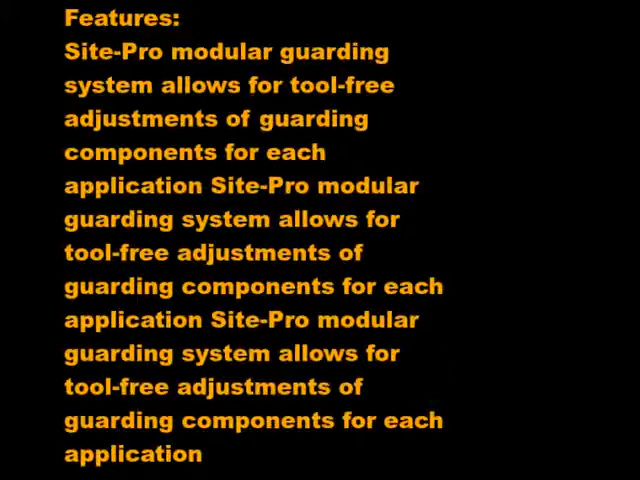 Features:
Site-Pro modular guarding
system allows for tool-free
adjustments of guarding
components for each
application Site-Pro modular
guarding system allows for
tool-free adjustments of
guarding components for each
application Site-Pro modular
guarding system allows for
tool-free adjustments of
guarding components for each
application